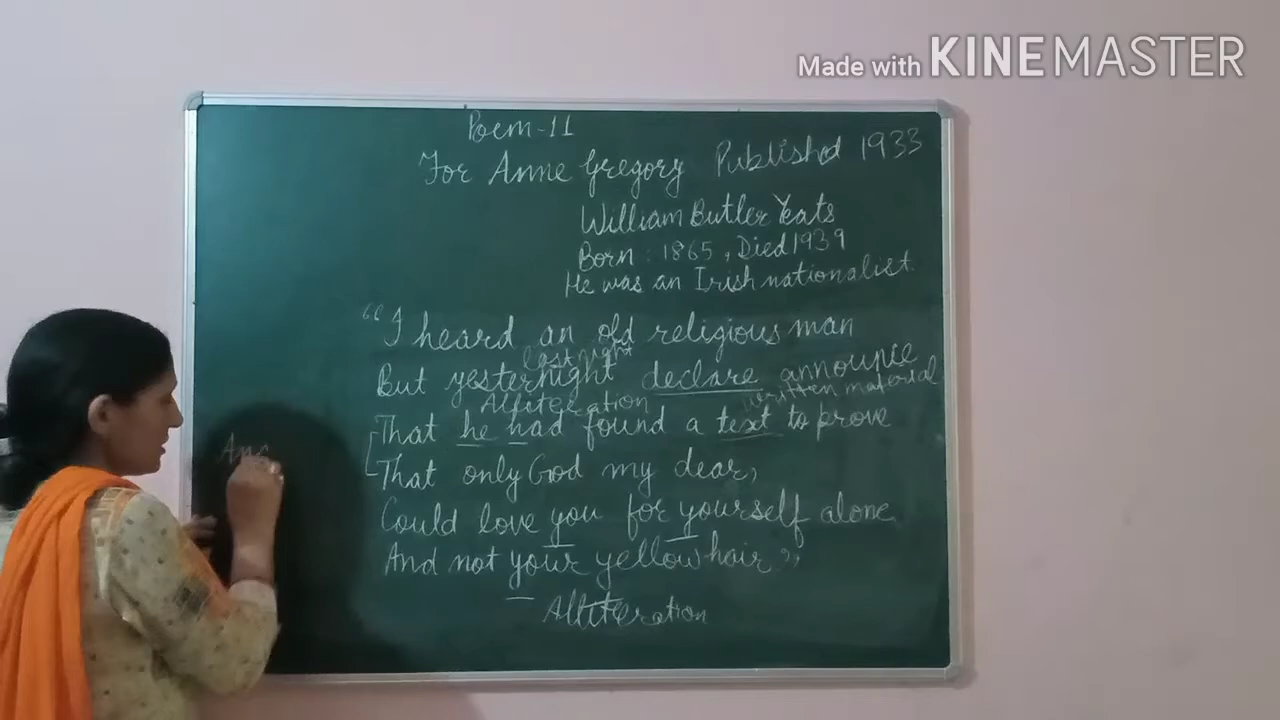 Made with KINEMASTER
Poem-11
For Anne Gregory Published 1933
William Butler Yeats
Born : 1865, Died 1939
He was an Irish nationalist
"I heard an old religious man
last night
But yesternight declare announce
Alliteration written material
That he had found a text to prove
That only God my dear,
Could love you for yourself alone
And not your yellow hair"
Alliteration